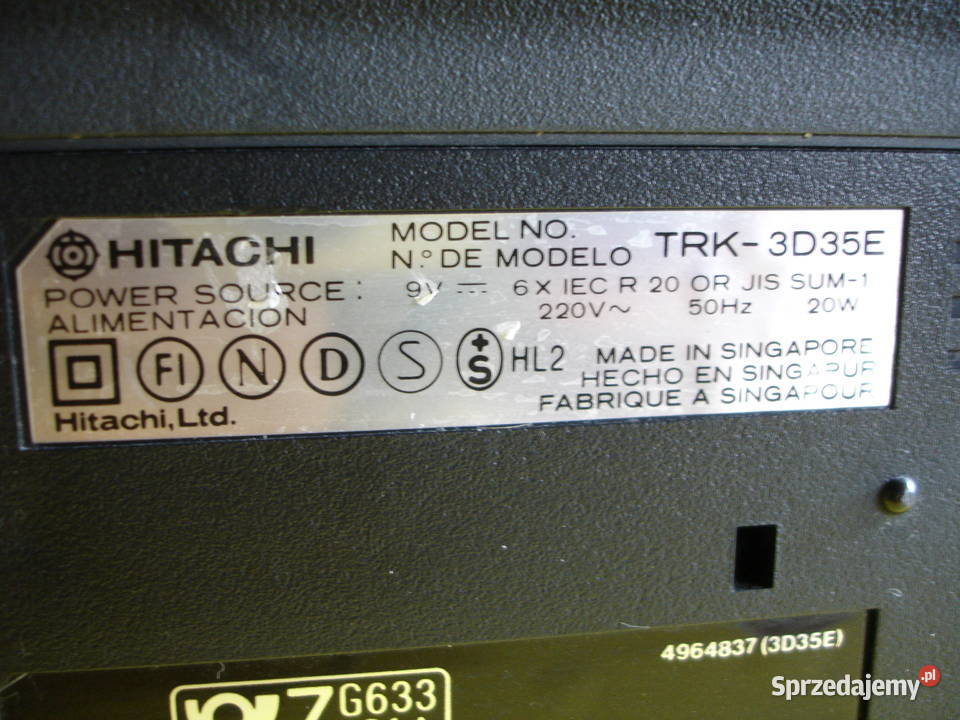 HITACHI
MODEL NO.
N.º DE MODELO
TRK-3D35E
POWER SOURCE: 9V ⎓ 6 X IEC R 20 OR JIS SUM-1
ALIMENTACION 220V~ 50Hz 20W
FI N D S +S HL2
MADE IN SINGAPORE
HECHO EN SINGAPUR
FABRIQUE A SINGAPOUR
Hitachi, Ltd.
4964837(3D35E)
G633
Sprzedajemy.pl